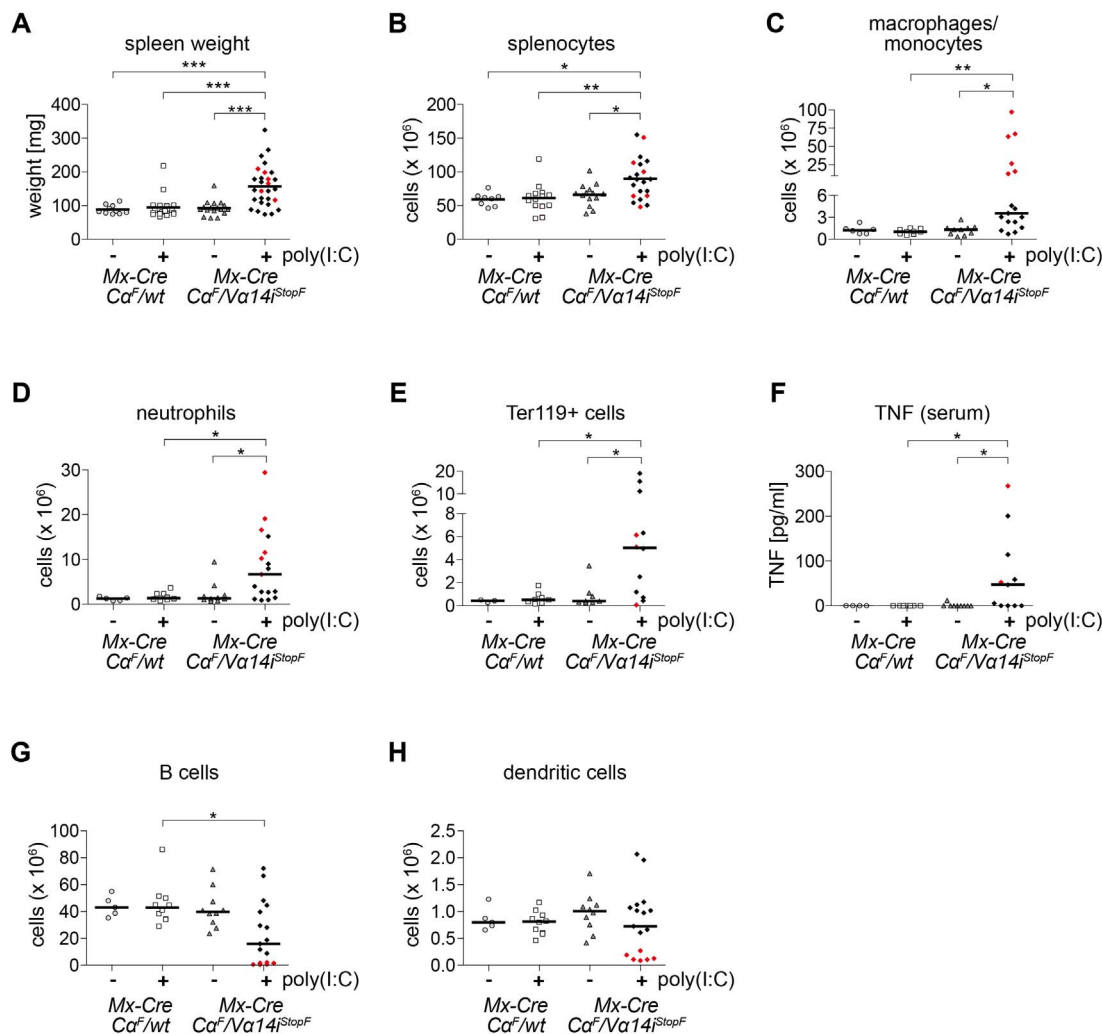 A
spleen weight
***
***
***
weight [mg]
400
300
200
100
0
- + - + poly(I:C)
Mx-Cre Mx-Cre
CαF/wt CαF/Vα14iStopF
B
splenocytes
*
**
*
cells (x 10⁶)
200
150
100
50
0
- + - + poly(I:C)
Mx-Cre Mx-Cre
CαF/wt CαF/Vα14iStopF
C
macrophages/
monocytes
**
*
cells (x 10⁶)
100
75
50
25
6
3
0
- + - + poly(I:C)
Mx-Cre Mx-Cre
CαF/wt CαF/Vα14iStopF
D
neutrophils
*
*
cells (x 10⁶)
30
20
10
0
- + - + poly(I:C)
Mx-Cre Mx-Cre
CαF/wt CαF/Vα14iStopF
E
Ter119+ cells
*
*
cells (x 10⁶)
20
10
6
4
2
0
- + - + poly(I:C)
Mx-Cre Mx-Cre
CαF/wt CαF/Vα14iStopF
F
TNF (serum)
*
*
TNF [pg/ml]
300
200
100
50
0
- + - + poly(I:C)
Mx-Cre Mx-Cre
CαF/wt CαF/Vα14iStopF
G
B cells
*
cells (x 10⁶)
100
80
60
40
20
0
- + - + poly(I:C)
Mx-Cre Mx-Cre
CαF/wt CαF/Vα14iStopF
H
dendritic cells
cells (x 10⁶)
2.5
2.0
1.5
1.0
0.5
0.0
- + - + poly(I:C)
Mx-Cre Mx-Cre
CαF/wt CαF/Vα14iStopF